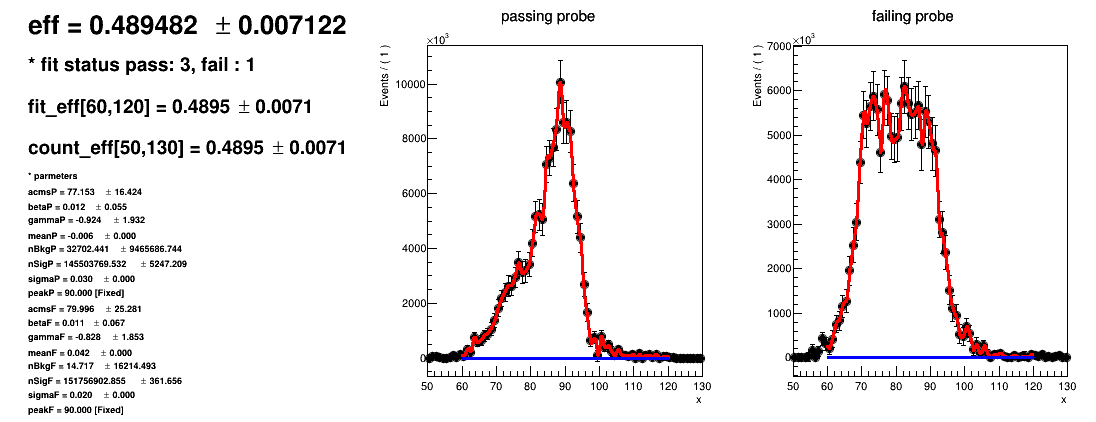 eff = 0.489482 ± 0.007122
* fit status pass: 3, fail : 1
fit_eff[60,120] = 0.4895 ± 0.0071
count_eff[50,130] = 0.4895 ± 0.0071
* parmeters
acmsP = 77.153 ± 16.424
betaP = 0.012 ± 0.055
gammaP = -0.924 ± 1.932
meanP = -0.006 ± 0.000
nBkgP = 32702.441 ± 9465686.744
nSigP = 145503769.532 ± 5247.209
sigmaP = 0.030 ± 0.000
peakP = 90.000 [Fixed]
acmsF = 79.996 ± 25.281
betaF = 0.011 ± 0.067
gammaF = -0.828 ± 1.853
meanF = 0.042 ± 0.000
nBkgF = 14.717 ± 16214.493
nSigF = 151756902.855 ± 361.656
sigmaF = 0.020 ± 0.000
peakF = 90.000 [Fixed]
passing probe
×10³
Events / ( 1 )
10000
8000
6000
4000
2000
0
50 60 70 80 90 100 110 120 130
x
failing probe
×10³
Events / ( 1 )
7000
6000
5000
4000
3000
2000
1000
0
50 60 70 80 90 100 110 120 130
x